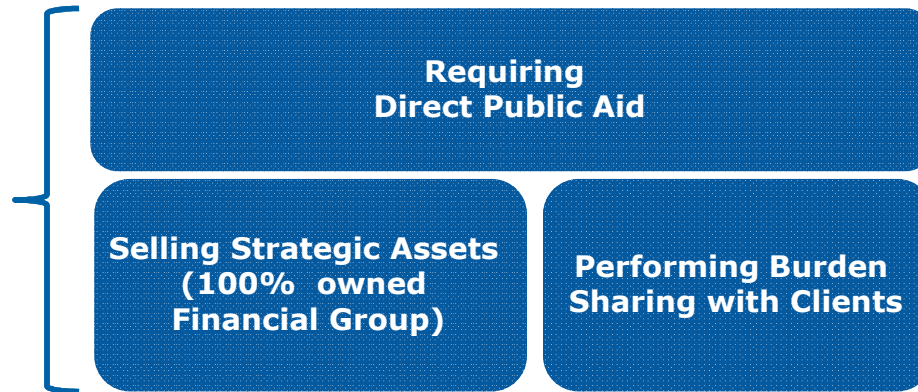 Requiring
Direct Public Aid
Selling Strategic Assets
(100% owned
Financial Group)
Performing Burden
Sharing with Clients